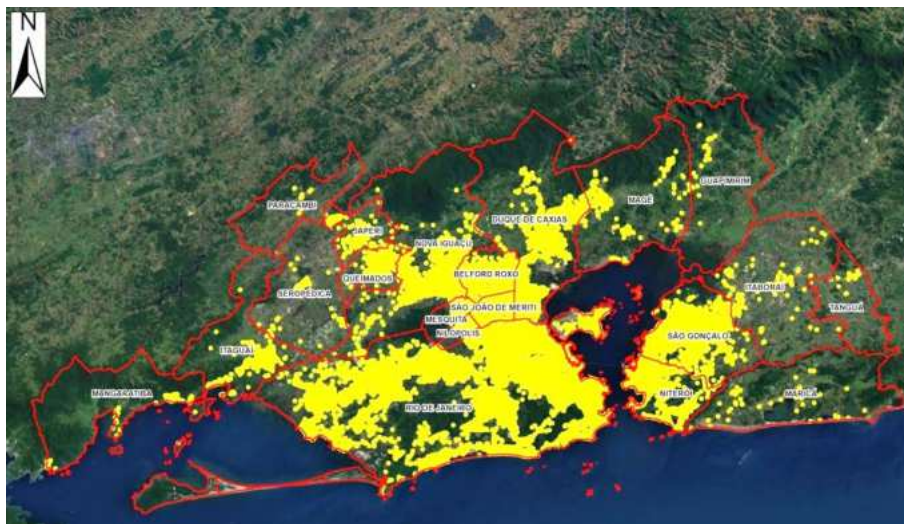 N
GUAPIMIRIM
MAGÉ
PARACAMBI
DUQUE DE CAXIAS
JAPERI
NOVA IGUAÇU
BELFORD ROXO
QUEIMADOS
SEROPÉDICA
ITABORAÍ
TANGUÁ
SÃO JOÃO DE MERITI
MESQUITA
NILÓPOLIS
SÃO GONÇALO
ITAGUAÍ
MANGARATIBA
NITERÓI
MARICÁ
RIO DE JANEIRO